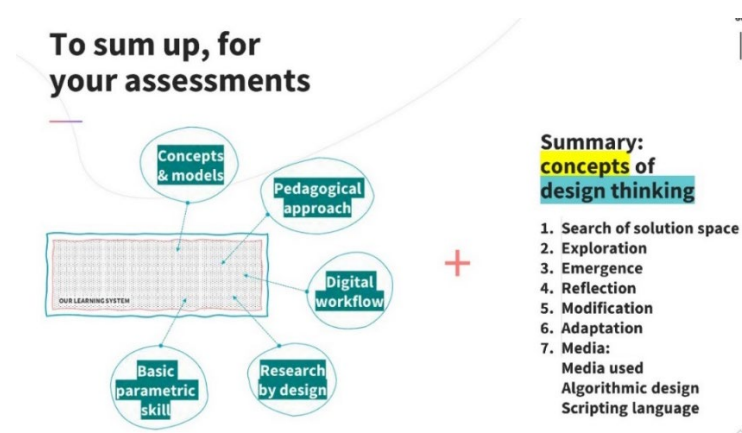 To sum up, for
your assessments
Concepts
& models
Pedagogical
approach
Digital
workflow
OUR LEARNING SYSTEM
Basic
parametric
skill
Research
by design
+
Summary:
concepts of
design thinking
1. Search of solution space
2. Exploration
3. Emergence
4. Reflection
5. Modification
6. Adaptation
7. Media:
Media used
Algorithmic design
Scripting language